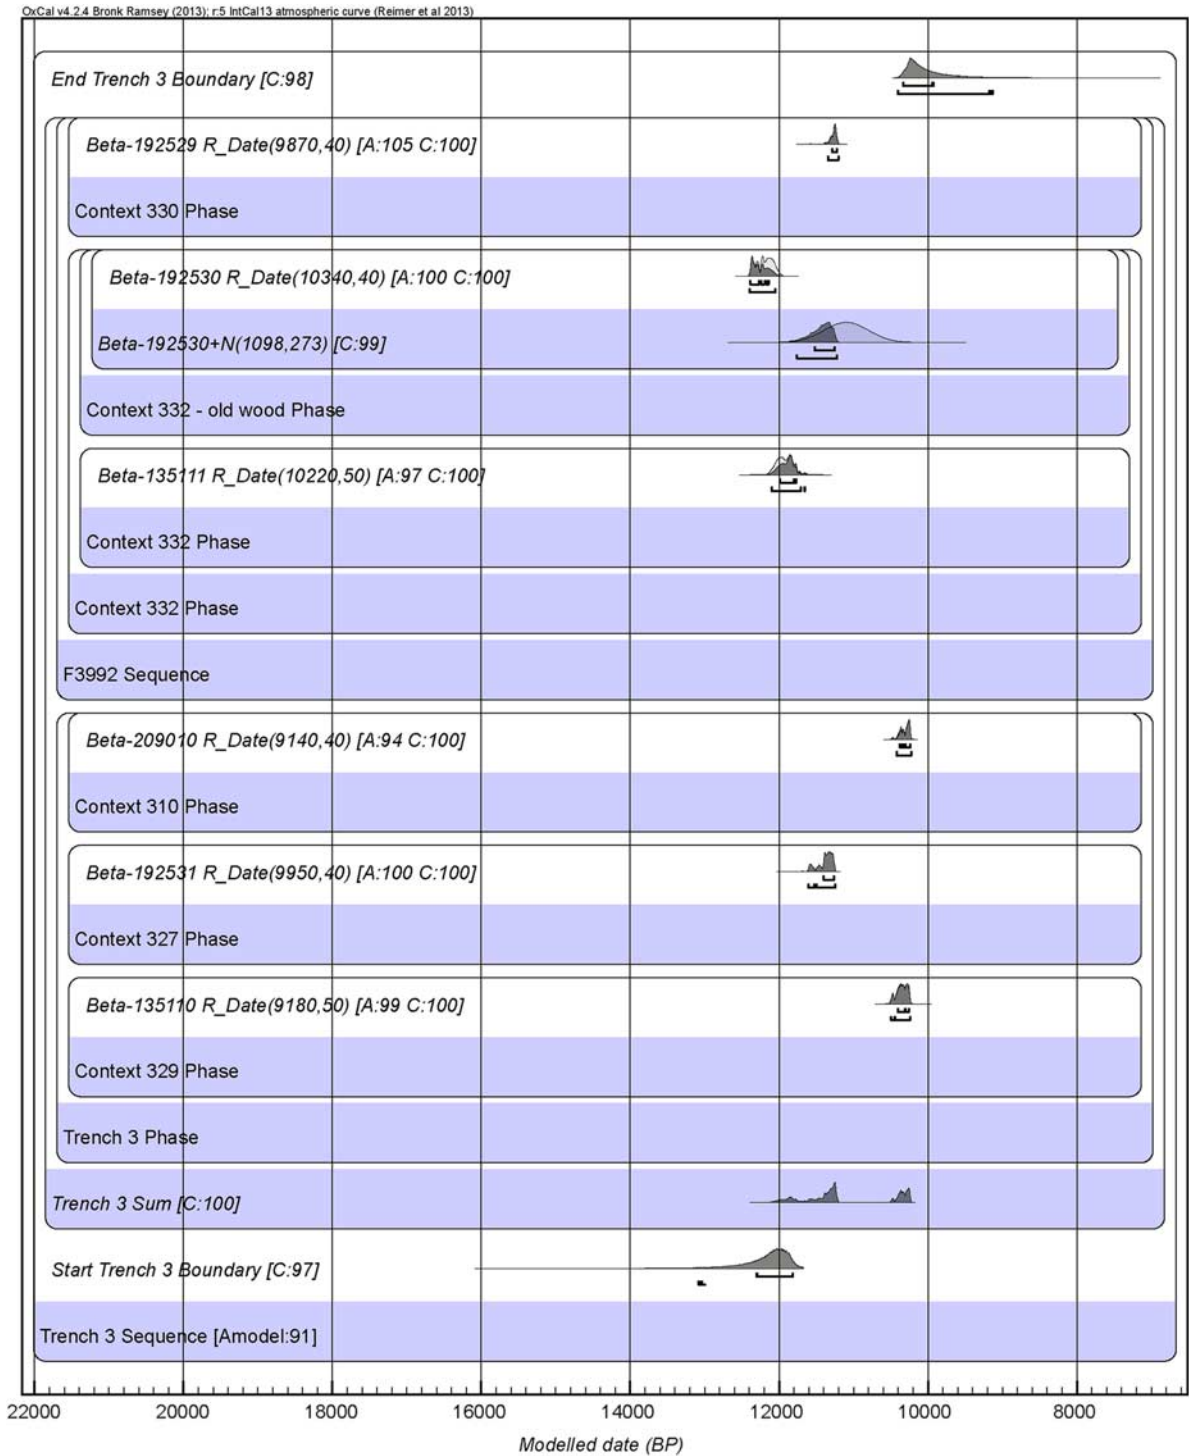 OxCal v4.2.4 Bronk Ramsey (2013); r:5 IntCal13 atmospheric curve (Reimer et al 2013)
End Trench 3 Boundary [C:98]
Beta-192529 R_Date(9870,40) [A:105 C:100]
Context 330 Phase
Beta-192530 R_Date(10340,40) [A:100 C:100]
Beta-192530+N(1098,273) [C:99]
Context 332 - old wood Phase
Beta-135111 R_Date(10220,50) [A:97 C:100]
Context 332 Phase
Context 332 Phase
F3992 Sequence
Beta-209010 R_Date(9140,40) [A:94 C:100]
Context 310 Phase
Beta-192531 R_Date(9950,40) [A:100 C:100]
Context 327 Phase
Beta-135110 R_Date(9180,50) [A:99 C:100]
Context 329 Phase
Trench 3 Phase
Trench 3 Sum [C:100]
Start Trench 3 Boundary [C:97]
Trench 3 Sequence [Amodel:91]
22000 20000 18000 16000 14000 12000 10000 8000
Modelled date (BP)